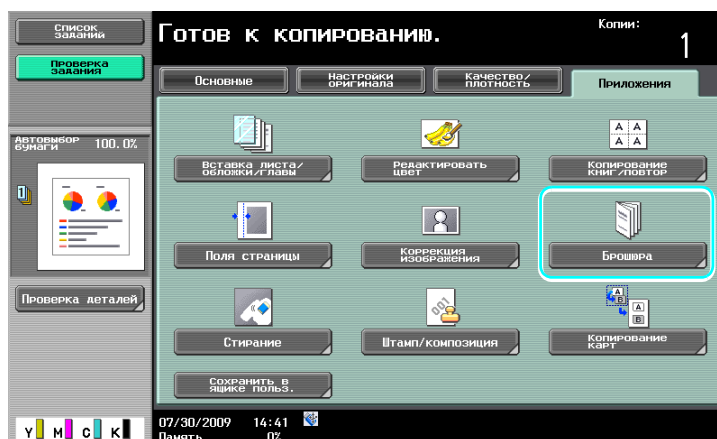 Список
заданий
Готов к копированию.
Копии:
1
Проверка
задания
Основные
Настройки
оригинала
Качество/
плотность
Приложения
Автовыбор
бумаги
100.0%
1
Вставка листа/
обложки/главы
Редактировать
цвет
A A
A A
Копирование
книг/повтор
Поля страницы
Коррекция
изображения
Брошюра
Проверка деталей
Стирание
001
Штамп/композиция
A
B
A
B
Копирование
карт
Сохранить в
ящике польз.
07/30/2009 14:41
Память 0%
Y M C K